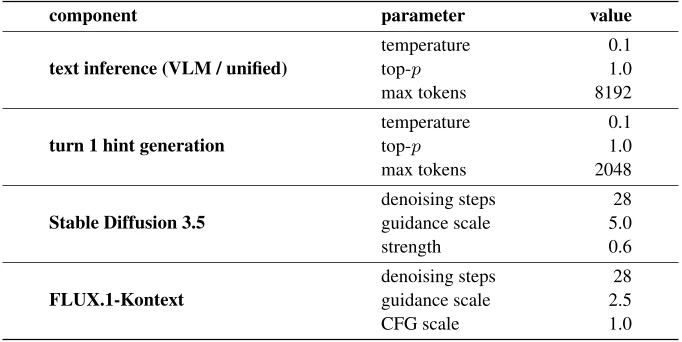 component parameter value
temperature 0.1
text inference (VLM / unified) top-p 1.0
max tokens 8192
temperature 0.1
turn 1 hint generation top-p 1.0
max tokens 2048
denoising steps 28
Stable Diffusion 3.5 guidance scale 5.0
strength 0.6
denoising steps 28
FLUX.1-Kontext guidance scale 2.5
CFG scale 1.0